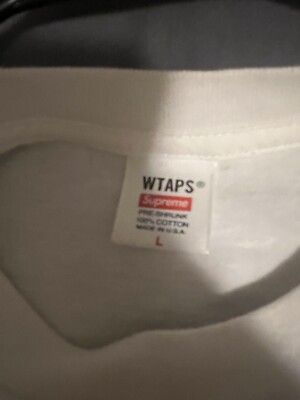 WTAPS®
Supreme
PRE-SHRUNK
100% COTTON
MADE IN U.S.A.
L